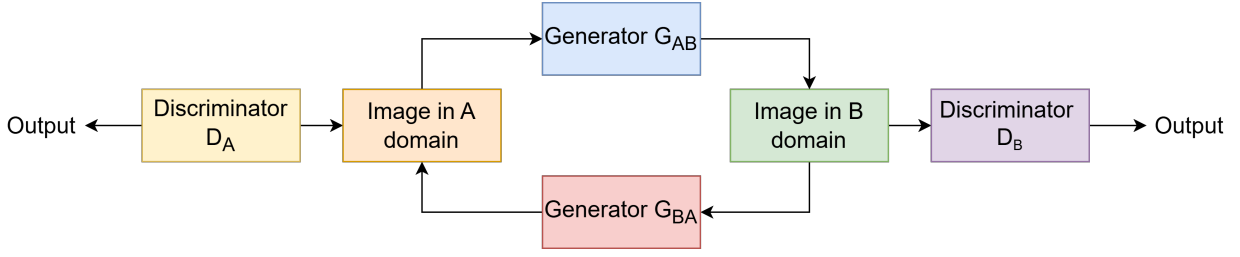 Generator G_AB
Output
Discriminator
D_A
Image in A
domain
Image in B
domain
Discriminator
D_B
Output
Generator G_BA